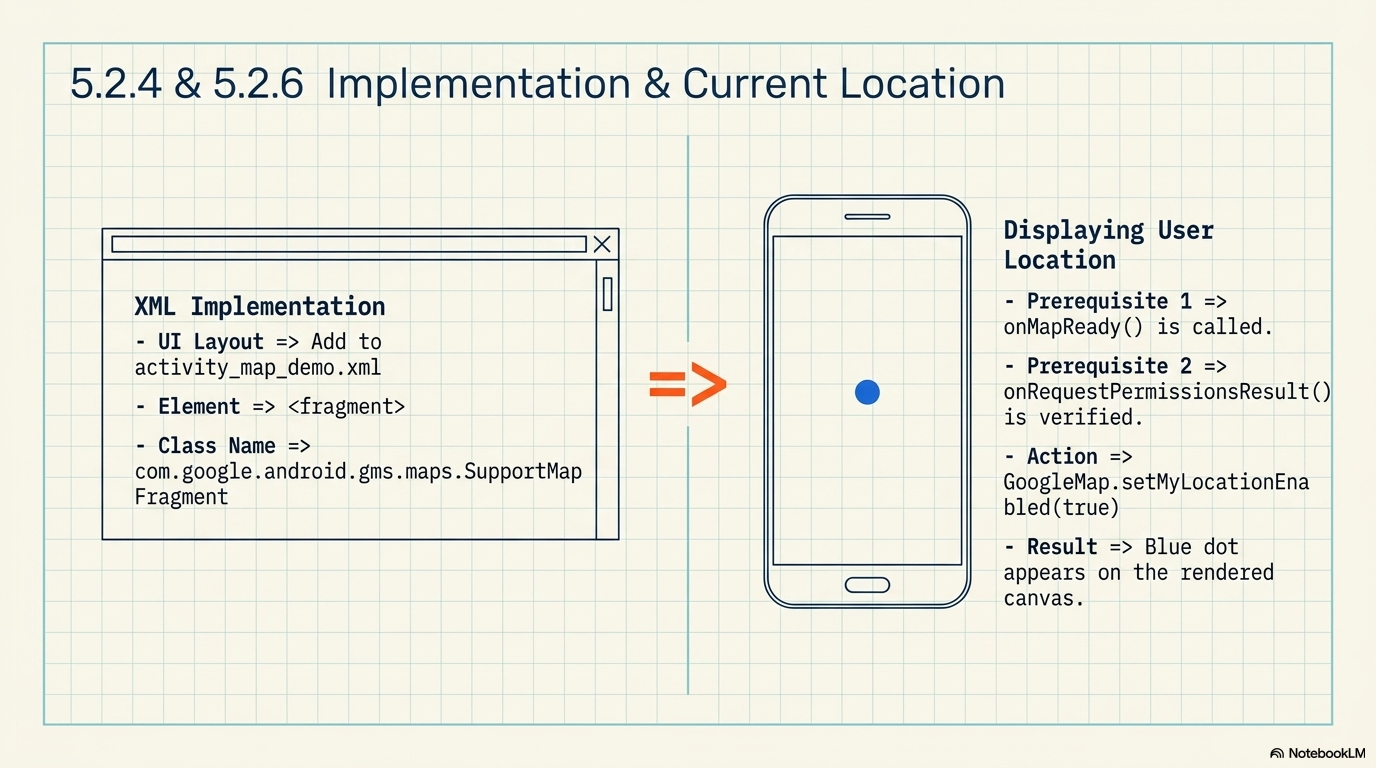 5.2.4 & 5.2.6 Implementation & Current Location
XML Implementation
- UI Layout => Add to
activity_map_demo.xml
- Element => <fragment>
- Class Name =>
com.google.android.gms.maps.SupportMap
Fragment
=>
Displaying User
Location
- Prerequisite 1 =>
onMapReady() is called.
- Prerequisite 2 =>
onRequestPermissionsResult()
is verified.
- Action =>
GoogleMap.setMyLocationEna
bled(true)
- Result => Blue dot
appears on the rendered
canvas.
NotebookLM